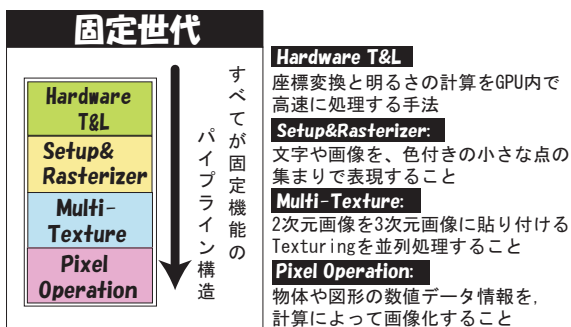 固定世代
Hardware
T&L
Setup&
Rasterizer
Multi-
Texture
Pixel
Operation
すべてが固定機能の
パイプライン構造
Hardware T&L
座標変換と明るさの計算をGPU内で
高速に処理する手法
Setup&Rasterizer:
文字や画像を、色付きの小さな点の
集まりで表現すること
Multi-Texture:
2次元画像を3次元画像に貼り付ける
Texturingを並列処理すること
Pixel Operation:
物体や図形の数値データ情報を,
計算によって画像化すること